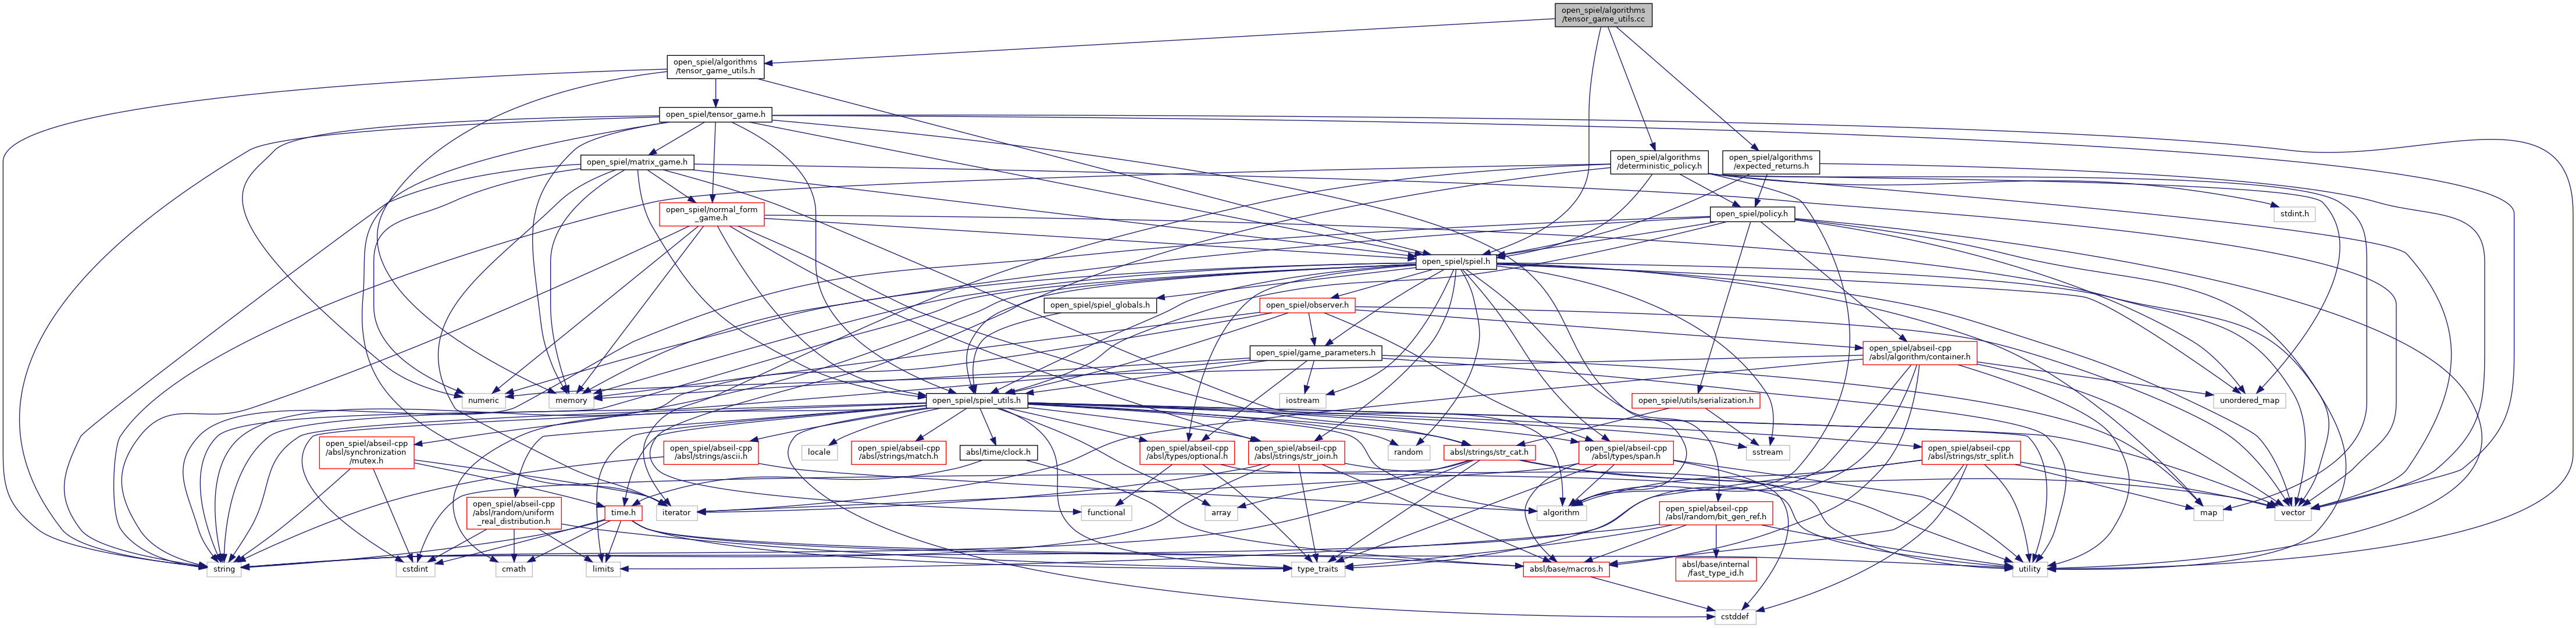 open_spiel/algorithms
/tensor_game_utils.cc
open_spiel/algorithms
/tensor_game_utils.h
open_spiel/tensor_game.h
open_spiel/matrix_game.h
open_spiel/algorithms
/deterministic_policy.h
open_spiel/algorithms
/expected_returns.h
open_spiel/normal_form
_game.h
open_spiel/policy.h
stdint.h
open_spiel/spiel.h
open_spiel/spiel_globals.h
open_spiel/observer.h
open_spiel/game_parameters.h
open_spiel/abseil-cpp
/absl/algorithm/container.h
numeric
memory
open_spiel/spiel_utils.h
iostream
open_spiel/utils/serialization.h
unordered_map
open_spiel/abseil-cpp
/absl/synchronization
/mutex.h
open_spiel/abseil-cpp
/absl/strings/ascii.h
locale
open_spiel/abseil-cpp
/absl/strings/match.h
absl/time/clock.h
open_spiel/abseil-cpp
/absl/types/optional.h
open_spiel/abseil-cpp
/absl/strings/str_join.h
random
absl/strings/str_cat.h
open_spiel/abseil-cpp
/absl/types/span.h
sstream
open_spiel/abseil-cpp
/absl/strings/str_split.h
open_spiel/abseil-cpp
/absl/random/uniform
_real_distribution.h
time.h
iterator
functional
array
algorithm
open_spiel/abseil-cpp
/absl/random/bit_gen_ref.h
map
vector
string
cstdint
cmath
limits
type_traits
absl/base/macros.h
absl/base/internal
/fast_type_id.h
utility
cstddef